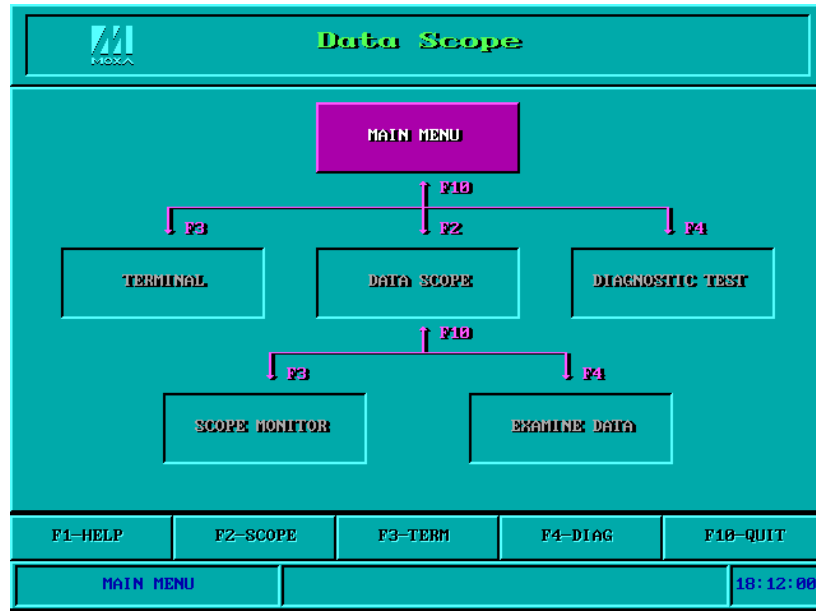 MOXA
Data Scope
MAIN MENU
F10
F3
F2
F4
TERMINAL
DATA SCOPE
DIAGNOSTIC TEST
F10
F3
F4
SCOPE MONITOR
EXAMINE DATA
F1-HELP
F2-SCOPE
F3-TERM
F4-DIAG
F10-QUIT
MAIN MENU
18:12:00